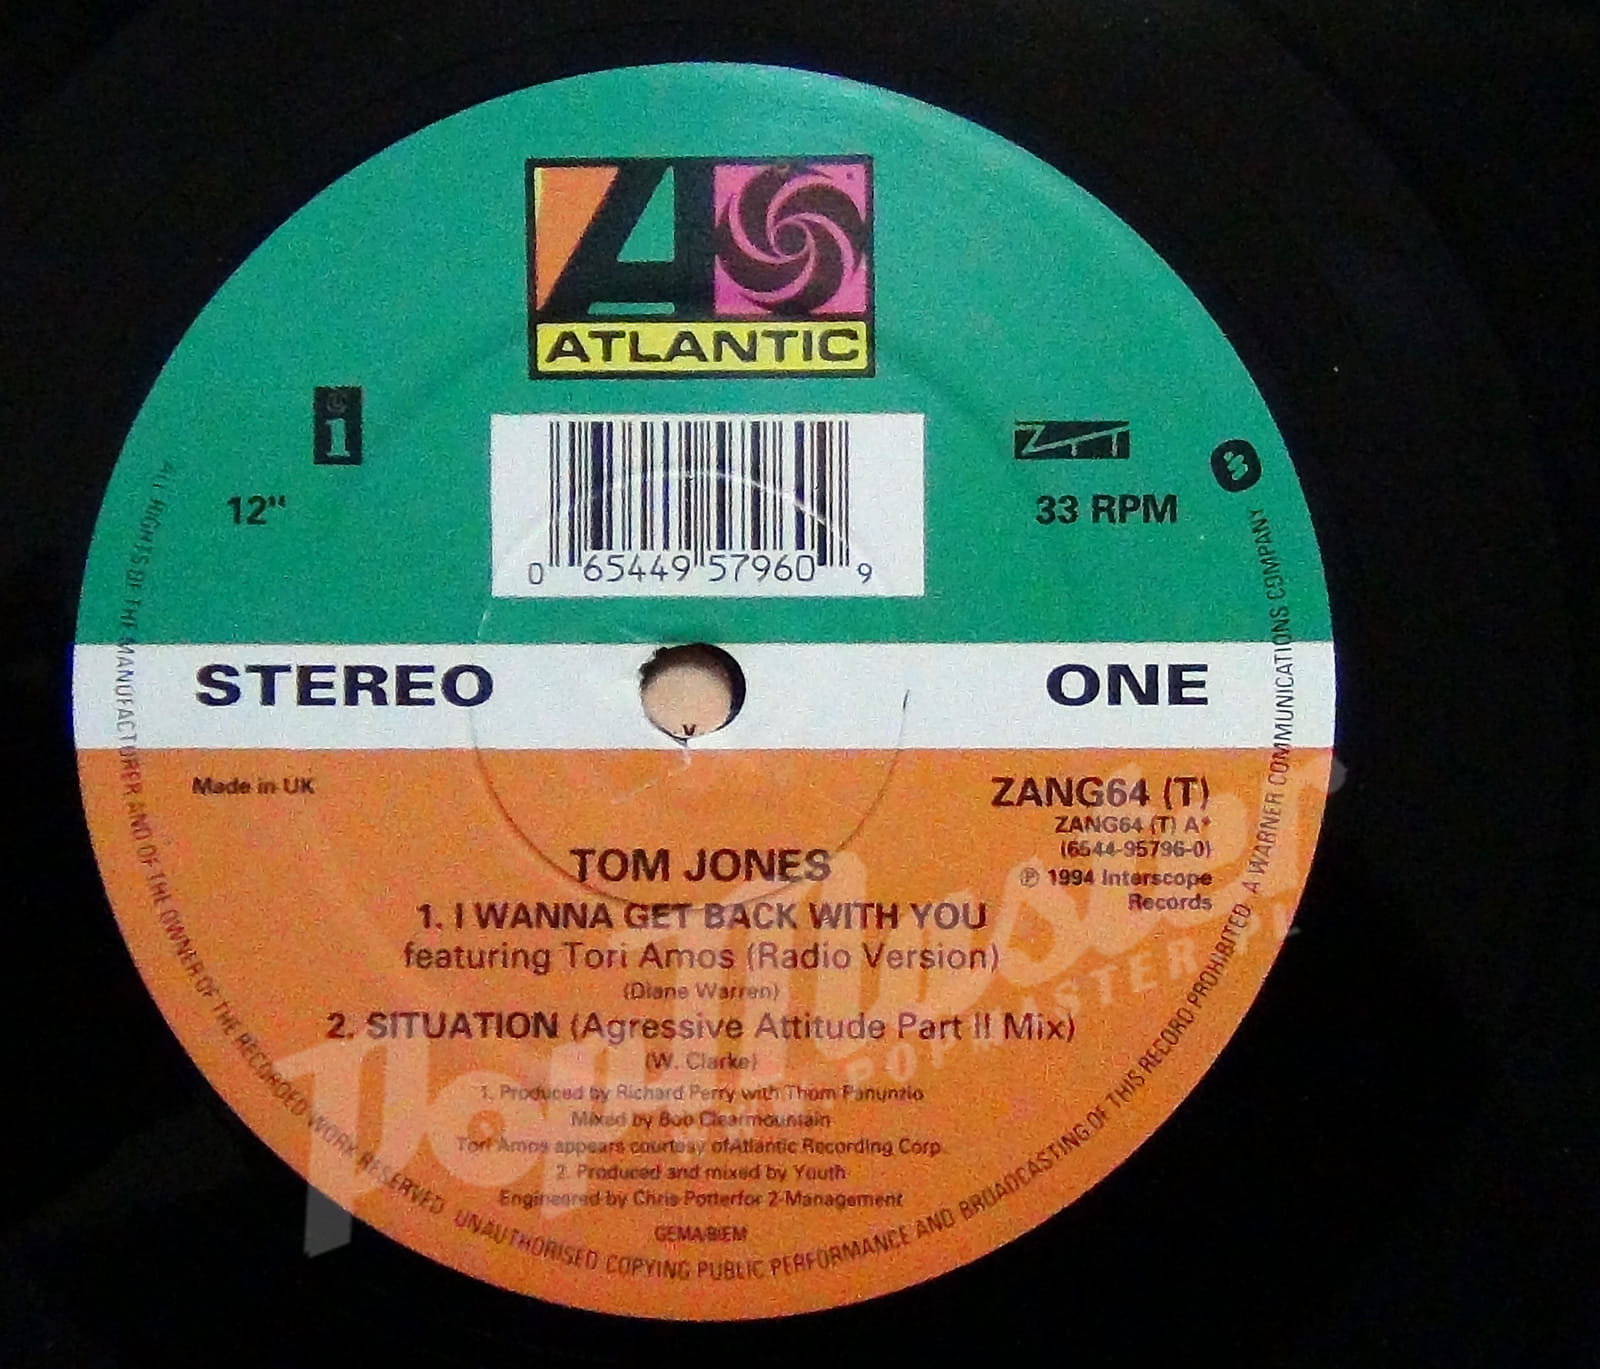 ATLANTIC
1
ZTT
12"
33 RPM
0 65449 57960 9
STEREO
ONE
Made in UK
ZANG64 (T)
ZANG64 (T) A*
(6544-95796-0)
℗ 1994 Interscope
Records
TOM JONES
1. I WANNA GET BACK WITH YOU
featuring Tori Amos (Radio Version)
(Diane Warren)
2. SITUATION (Agressive Attitude Part II Mix)
(W. Clarke)
1. Produced by Richard Perry with Thom Panunzio
Mixed by Bob Clearmountain
Tori Amos appears courtesy of Atlantic Recording Corp.
2. Produced and mixed by Youth
Engineered by Chris Potter for 2-Management
GEMA/BIEM
ALL RIGHTS OF THE MANUFACTURER AND OF THE OWNER OF THE RECORDED WORK RESERVED. UNAUTHORISED COPYING PUBLIC PERFORMANCE AND BROADCASTING OF THIS RECORD PROHIBITED. A WARNER COMMUNICATIONS COMPANY
PopMaster
POPMASTER.PL